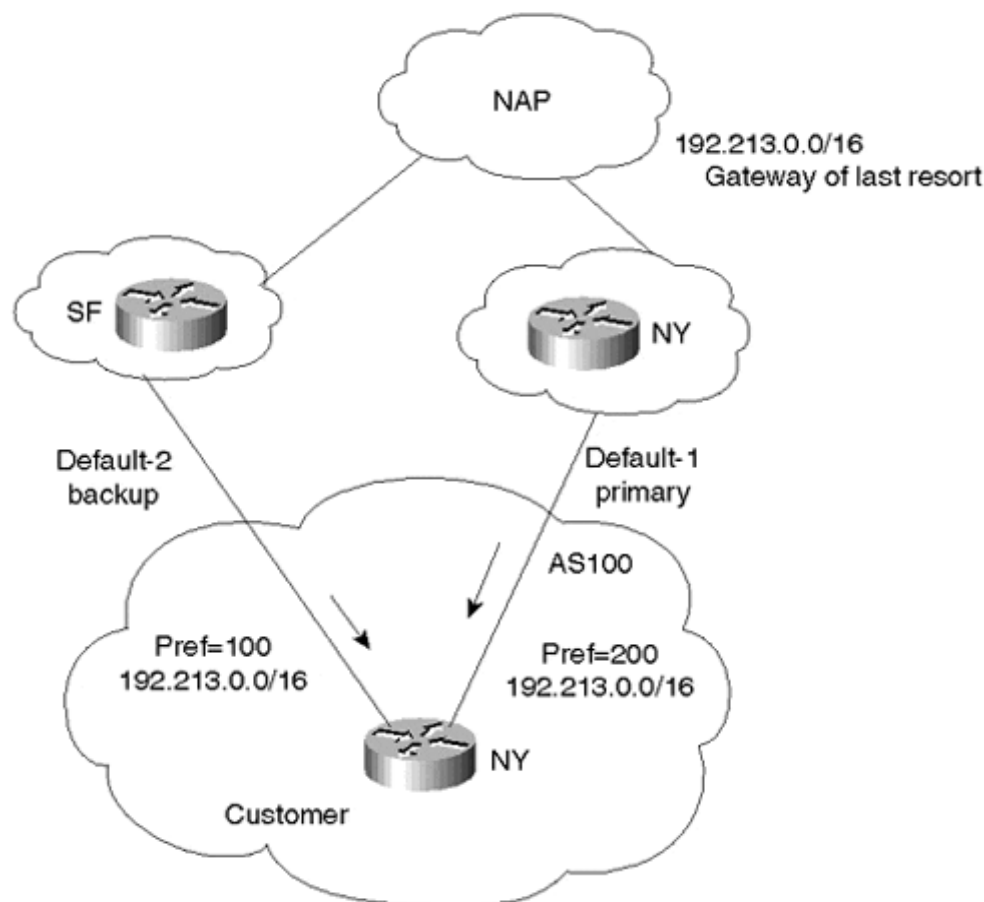 NAP
192.213.0.0/16
Gateway of last resort
SF
NY
Default-2
backup
Default-1
primary
AS100
Pref=100
192.213.0.0/16
Pref=200
192.213.0.0/16
NY
Customer